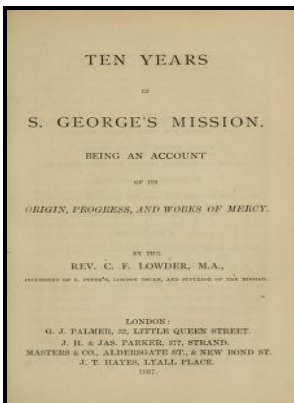 TEN YEARS
IN
S. GEORGE'S MISSION.
BEING AN ACCOUNT
OF ITS
ORIGIN, PROGRESS, AND WORKS OF MERCY.
BY THE
REV. C. F. LOWDER, M.A.,
INCUMBENT OF S. PETER'S, LONDON DOCKS, AND SUPERIOR OF THE MISSION.
LONDON:
G. J. PALMER, 32, LITTLE QUEEN STREET.
J. H. & JAS. PARKER, 377, STRAND.
MASTERS & CO., ALDERSGATE ST., & NEW BOND ST.
J. T. HAYES, LYALL PLACE.
1867.